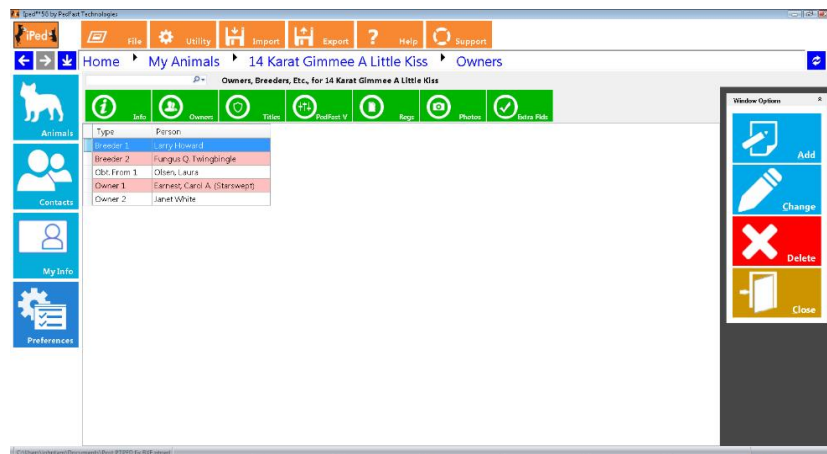 Iped™5G by PedFast Technologies
iPed
File
Utility
Import
Export
Help
Support
Home My Animals 14 Karat Gimmee A Little Kiss Owners
Owners, Breeders, Etc., for 14 Karat Gimmee A Little Kiss
Info
Owners
Titles
PedFast V
Regs
Photos
Extra Flds
Type Person
Breeder 1 Larry Howard
Breeder 2 Fungus Q. Twingbingle
Obt. From 1 Olsen, Laura
Owner 1 Earnest, Carol A. (Starswept)
Owner 2 Janet White
Animals
Contacts
My Info
Preferences
Window Options
Add
Change
Delete
Close